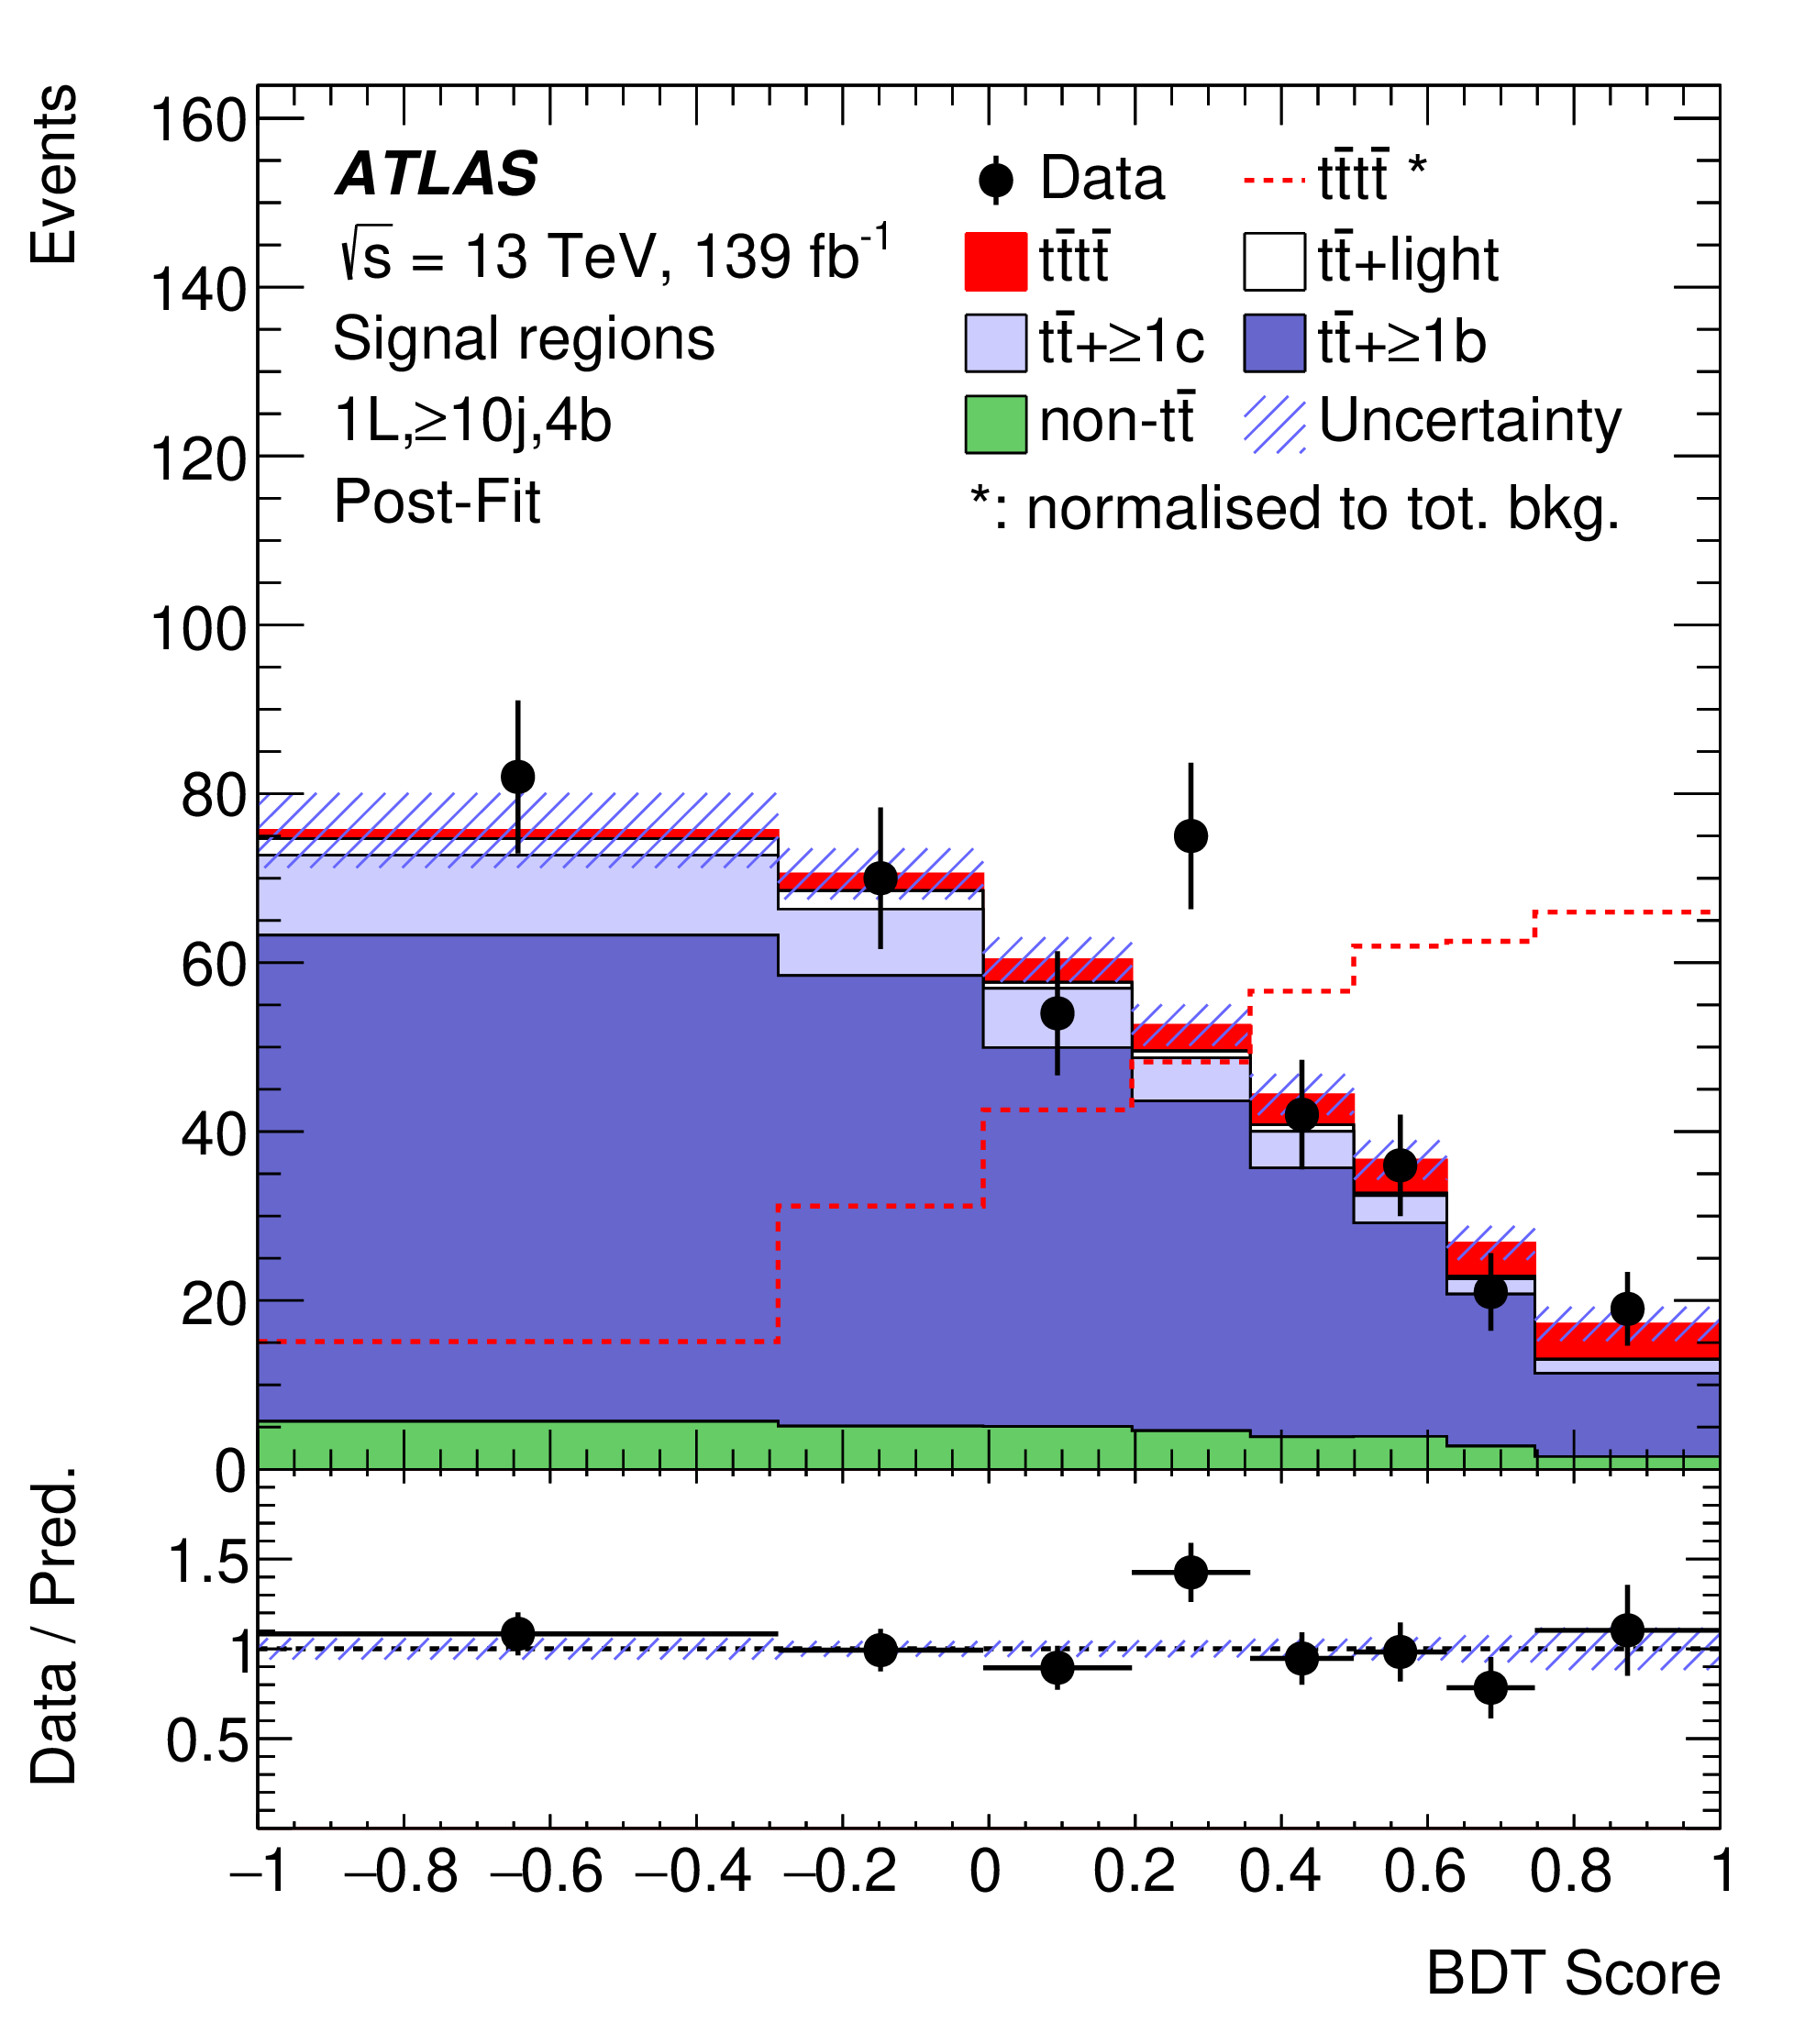 Events
160
140
120
100
80
60
40
20
0
ATLAS
√s = 13 TeV, 139 fb⁻¹
Signal regions
1L,≥10j,4b
Post-Fit
Data
tt̄tt̄ *
tt̄tt̄
tt̄+light
tt̄+≥1c
tt̄+≥1b
non-tt̄
Uncertainty
*: normalised to tot. bkg.
Data / Pred.
1.5
1
0.5
−1 −0.8 −0.6 −0.4 −0.2 0 0.2 0.4 0.6 0.8 1
BDT Score